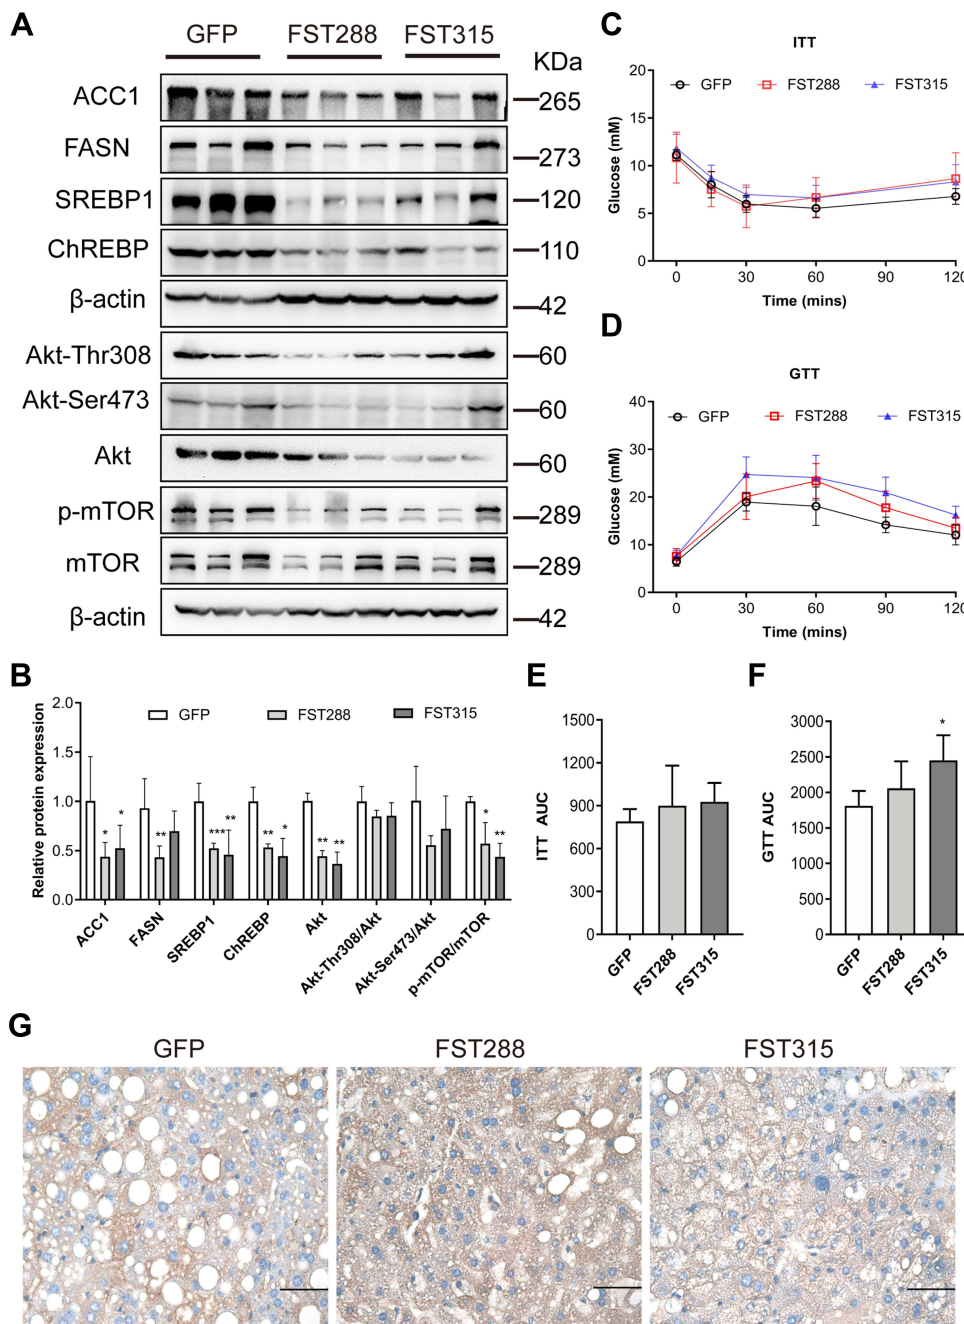 A
GFP FST288 FST315
KDa
ACC1 265
FASN 273
SREBP1 120
ChREBP 110
β-actin 42
Akt-Thr308 60
Akt-Ser473 60
Akt 60
p-mTOR 289
mTOR 289
β-actin 42
B
Relative protein expression
GFP FST288 FST315
2.0
1.5
1.0
0.5
0.0
* * ** *** ** ** * ** ** * **
ACC1 FASN SREBP1 ChREBP Akt Akt-Thr308/Akt Akt-Ser473/Akt p-mTOR/mTOR
C
ITT
GFP FST288 FST315
Glucose (mM)
20
15
10
5
0
0 30 60 90 120
Time (mins)
D
GTT
GFP FST288 FST315
Glucose (mM)
40
30
20
10
0
0 30 60 90 120
Time (mins)
E
ITT AUC
1500
1200
900
600
300
0
GFP FST288 FST315
F
GTT AUC
3000
2500
2000
1500
1000
500
0
*
GFP FST288 FST315
G
GFP FST288 FST315